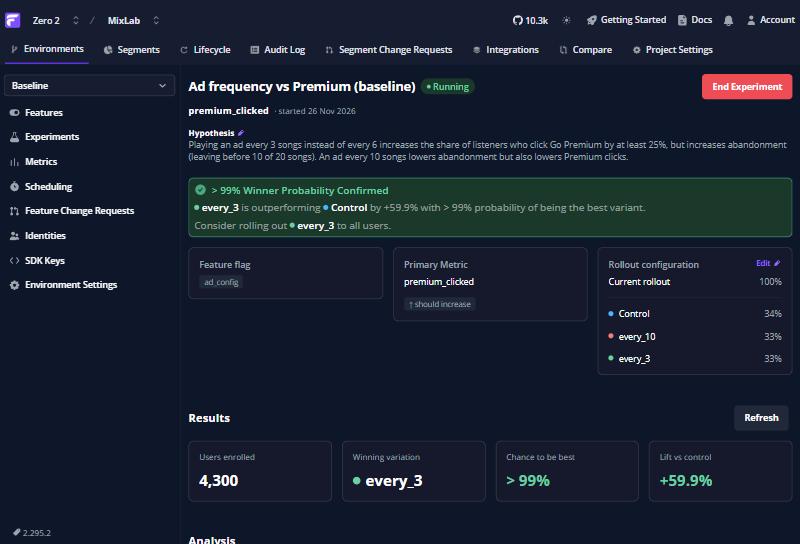 Zero 2 / MixLab
10.3k Getting Started Docs Account
Environments Segments Lifecycle Audit Log Segment Change Requests Integrations Compare Project Settings
Baseline
Features
Experiments
Metrics
Scheduling
Feature Change Requests
Identities
SDK Keys
Environment Settings
2.295.2
Ad frequency vs Premium (baseline) Running
End Experiment
premium_clicked · started 26 Nov 2026
Hypothesis
Playing an ad every 3 songs instead of every 6 increases the share of listeners who click Go Premium by at least 25%, but increases abandonment
(leaving before 10 of 20 songs). An ad every 10 songs lowers abandonment but also lowers Premium clicks.
> 99% Winner Probability Confirmed
every_3 is outperforming Control by +59.9% with > 99% probability of being the best variant.
Consider rolling out every_3 to all users.
Feature flag
ad_config
Primary Metric
premium_clicked
↑ should increase
Rollout configuration Edit
Current rollout 100%
Control 34%
every_10 33%
every_3 33%
Results
Refresh
Users enrolled
4,300
Winning variation
every_3
Chance to be best
> 99%
Lift vs control
+59.9%
Analysis